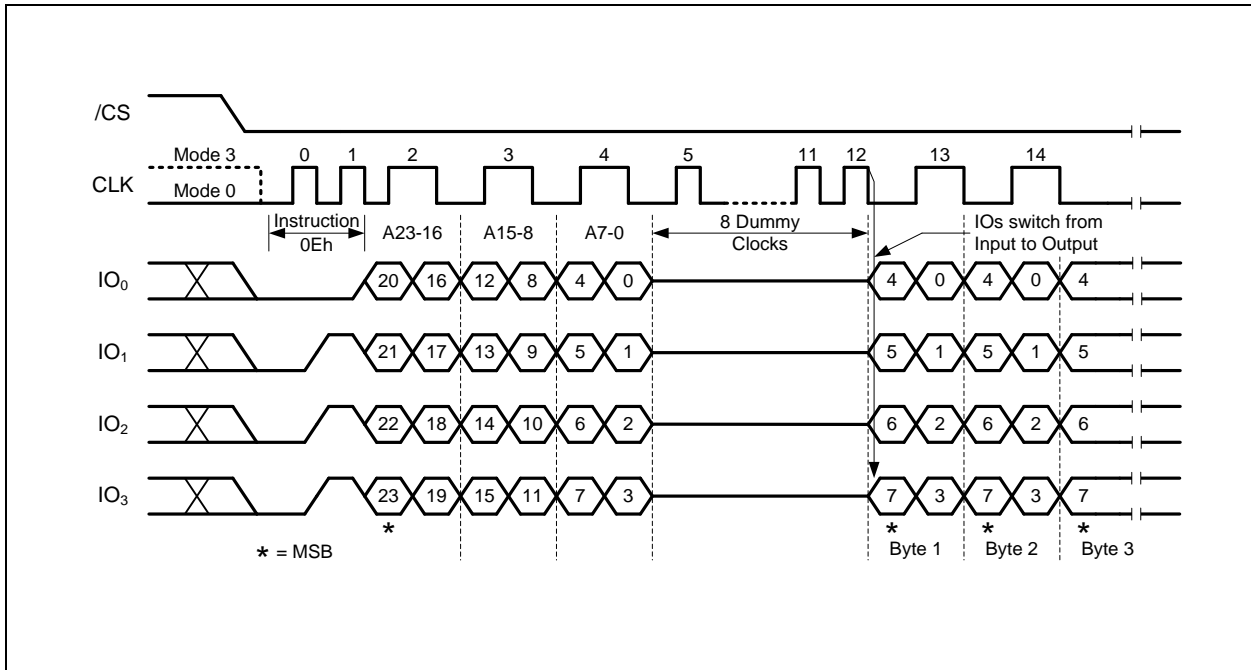 /CS
Mode 3 0 1 2 3 4 5 11 12 13 14
CLK Mode 0
Instruction 0Eh A23-16 A15-8 A7-0 8 Dummy Clocks IOs switch from Input to Output
IO0 20 16 12 8 4 0 4 0 4 0 4
IO1 21 17 13 9 5 1 5 1 5 1 5
IO2 22 18 14 10 6 2 6 2 6 2 6
IO3 23 19 15 11 7 3 7 3 7 3 7
* * * *
* = MSB Byte 1 Byte 2 Byte 3